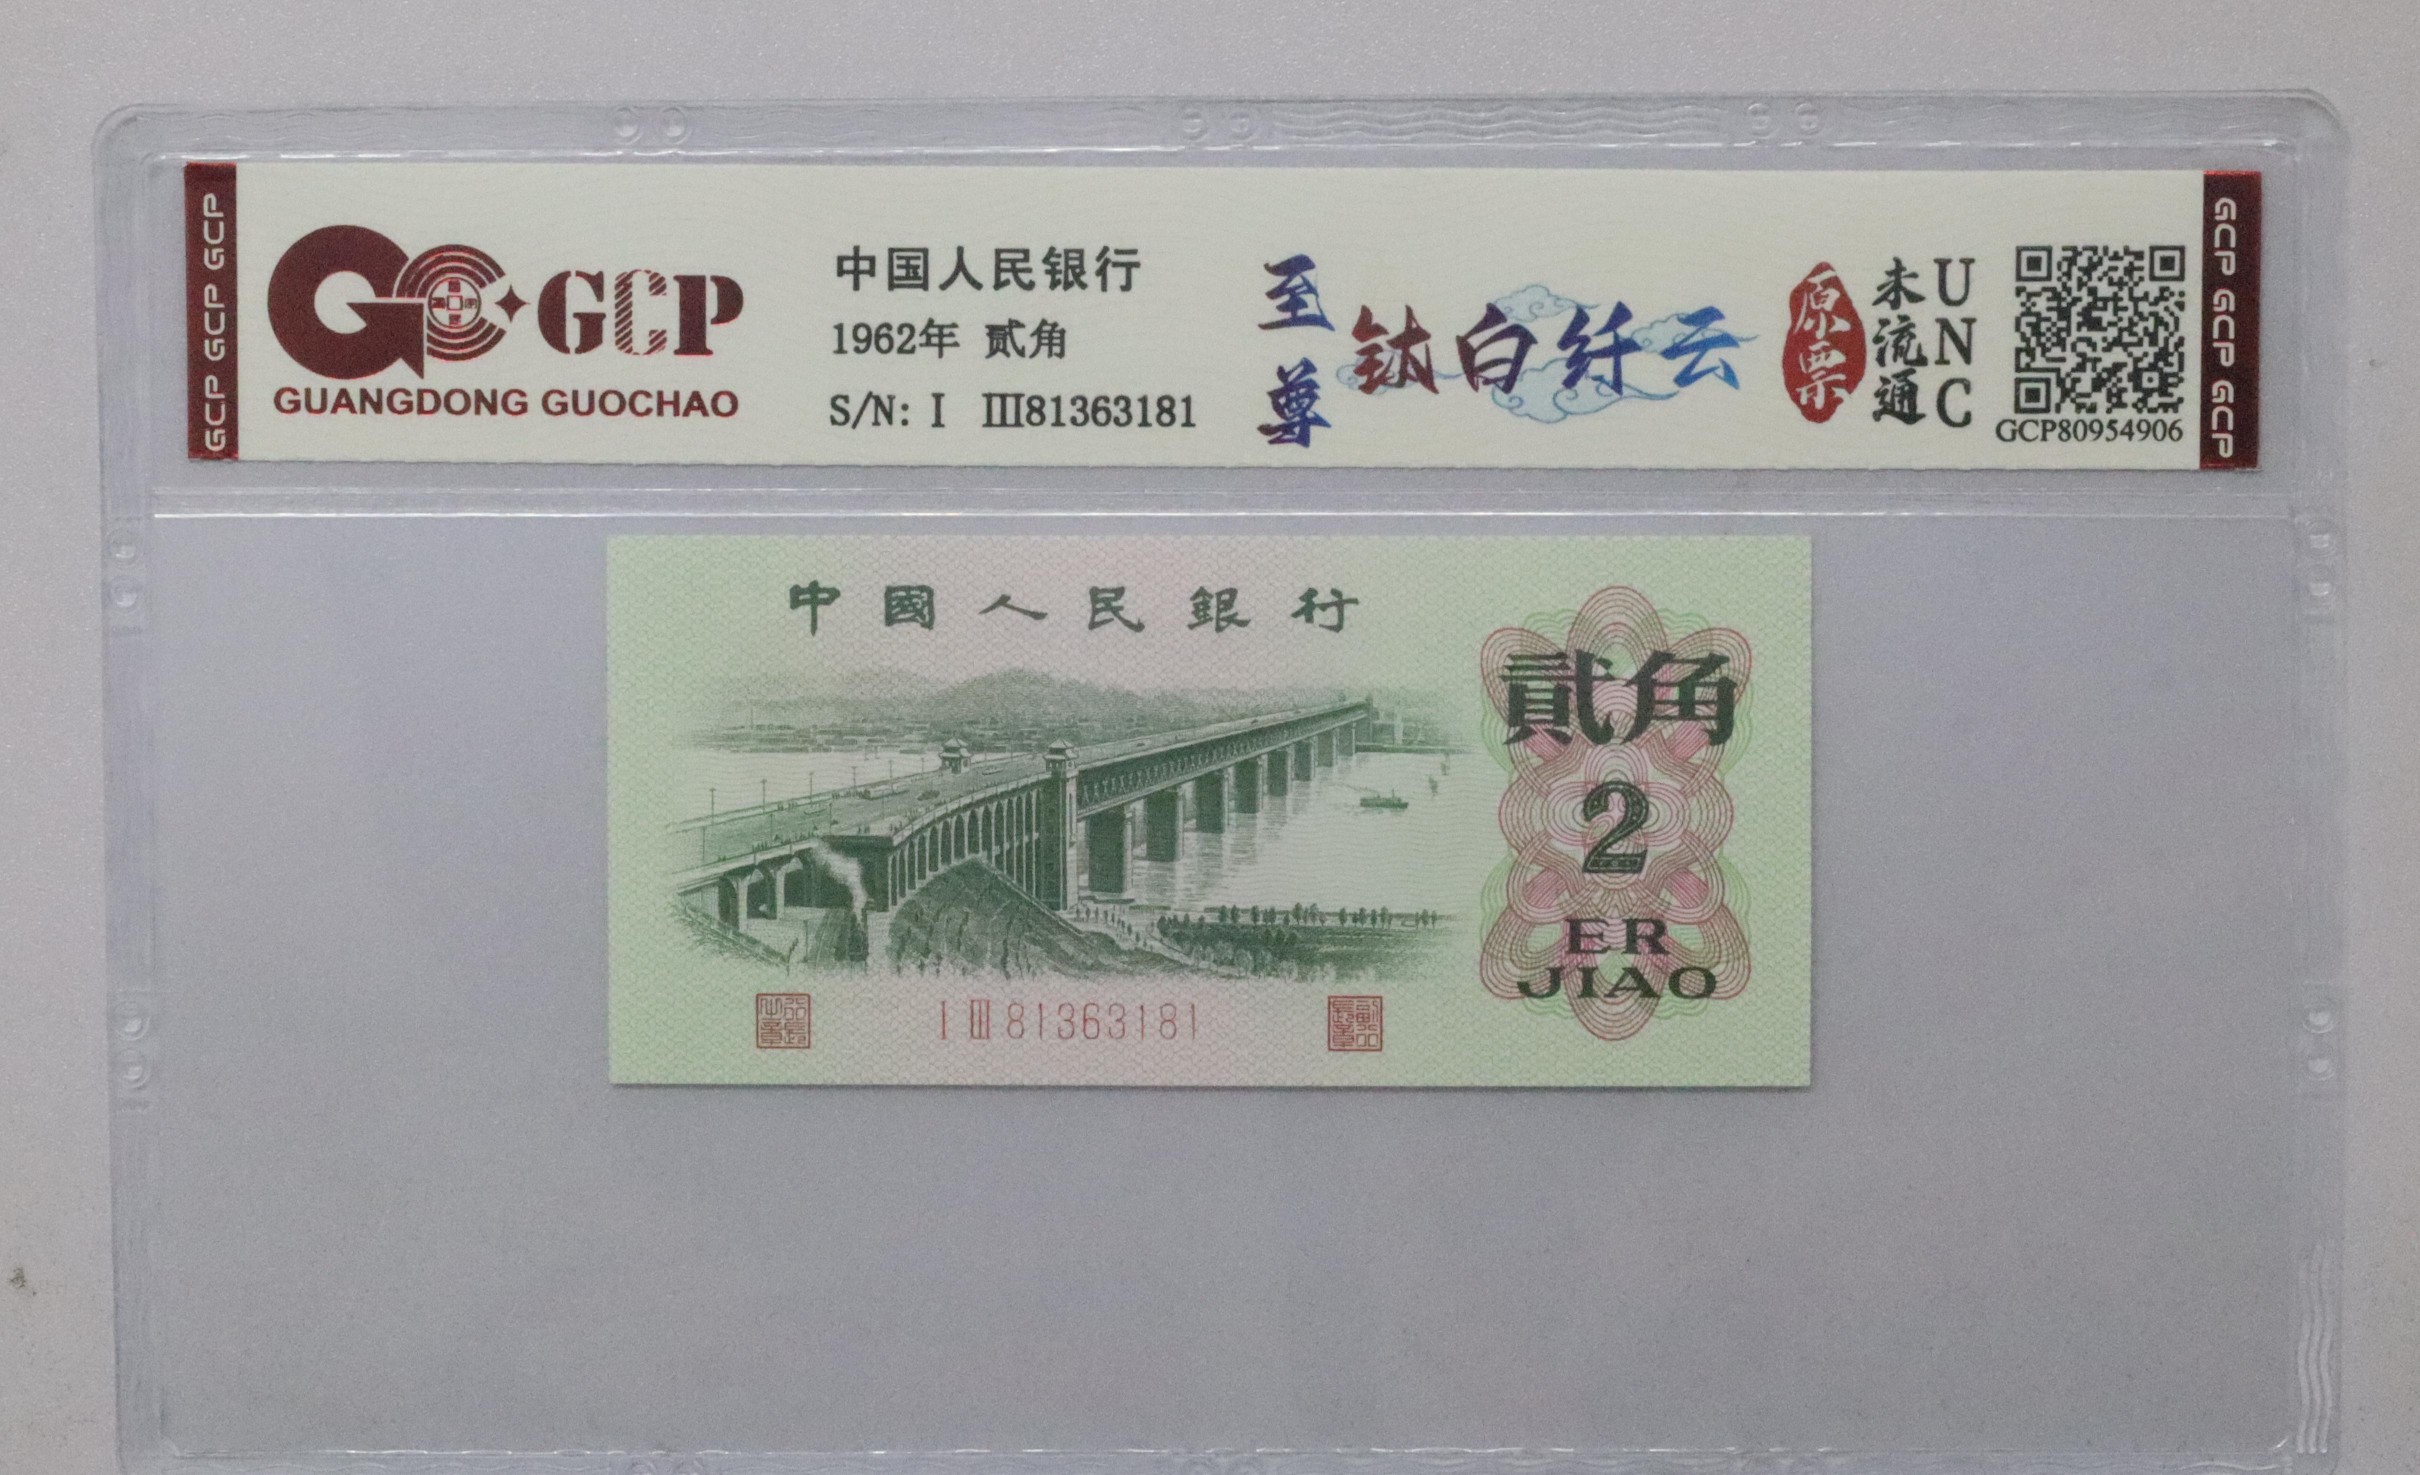 GCP GCP GCP
GCP
GUANGDONG GUOCHAO
中国人民银行
1962年 贰角
S/N: I III81363181
至尊
钛白纤云
原票
未流通
UNC
GCP80954906
GCP GCP GCP
中國人民銀行
貳角
2
ER
JIAO
I III 81363181